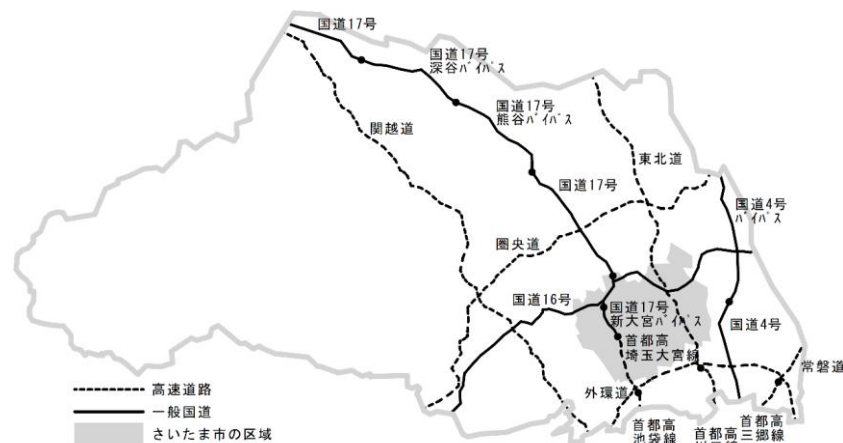 国道17号
国道17号
深谷バイパス
国道17号
熊谷バイパス
関越道
東北道
国道17号
国道4号
バイパス
圏央道
国道16号
国道17号
新大宮バイパス
国道4号
首都高
埼玉大宮線
常磐道
外環道
高速道路
一般国道
さいたま市の区域
首都高
池袋線
首都高
首都高
三郷線